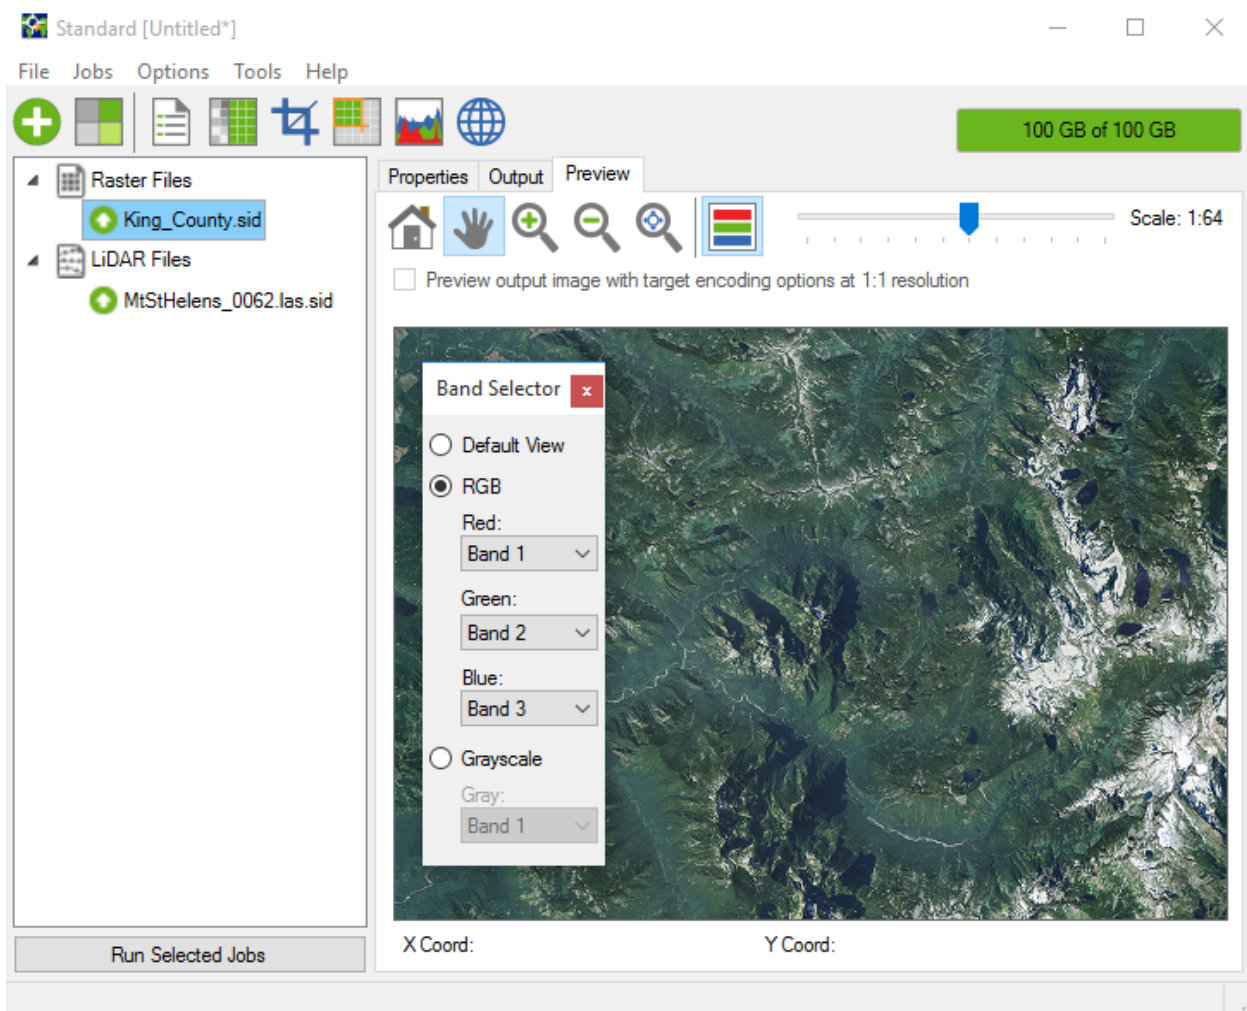 Standard [Untitled*]
File Jobs Options Tools Help
100 GB of 100 GB
Raster Files
King_County.sid
LiDAR Files
MtStHelens_0062.las.sid
Run Selected Jobs
Properties Output Preview
Scale: 1:64
Preview output image with target encoding options at 1:1 resolution
Band Selector
x
Default View
RGB
Red:
Band 1
Green:
Band 2
Blue:
Band 3
Grayscale
Gray:
Band 1
X Coord: Y Coord: